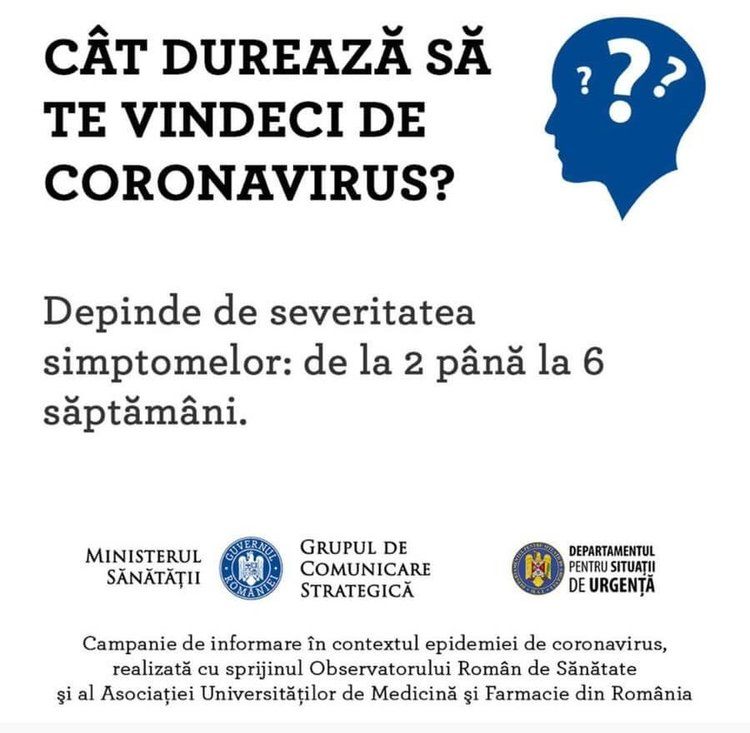 CÂT DUREAZĂ SĂ
TE VINDECI DE
CORONAVIRUS?
? ? ?
Depinde de severitatea
simptomelor: de la 2 până la 6
săptămâni.
MINISTERUL
SĂNĂTĂȚII
GUVERNUL
ROMÂNIEI
GRUPUL DE
COMUNICARE
STRATEGICĂ
DEPARTAMENTUL
PENTRU SITUAȚII
DE URGENȚĂ
Campanie de informare în contextul epidemiei de coronavirus,
realizată cu sprijinul Observatorului Român de Sănătate
și al Asociației Universităților de Medicină și Farmacie din România